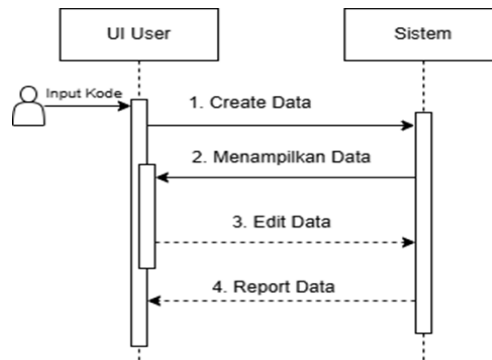 UI User
Sistem
Input Kode
1. Create Data
2. Menampilkan Data
3. Edit Data
4. Report Data